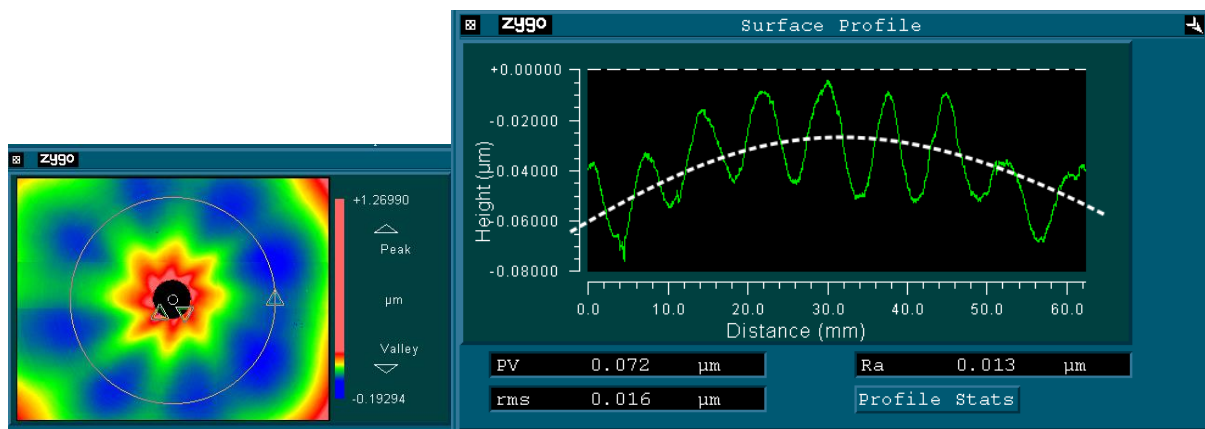 zygo
+1.26990
Peak
µm
Valley
-0.19294
zygo Surface Profile
+0.00000
-0.02000
-0.04000
-0.06000
-0.08000
Height (µm)
0.0 10.0 20.0 30.0 40.0 50.0 60.0
Distance (mm)
PV 0.072 µm Ra 0.013 µm
rms 0.016 µm Profile Stats